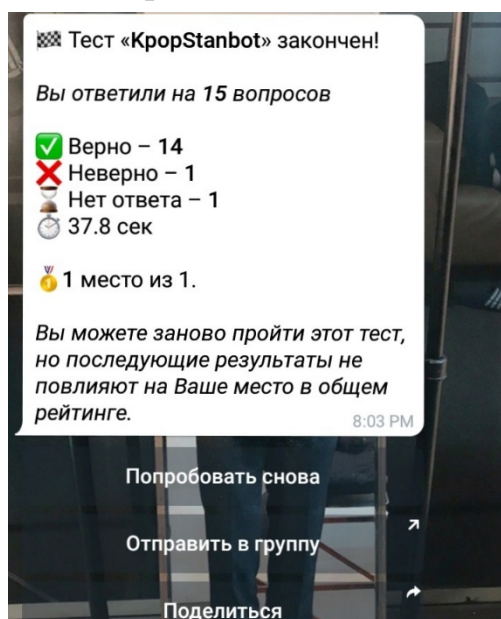 🏁 Тест «KpopStanbot» закончен!
Вы ответили на 15 вопросов
✅ Верно – 14
❌ Неверно – 1
⌛ Нет ответа – 1
⏱ 37.8 сек
🥇 1 место из 1.
Вы можете заново пройти этот тест,
но последующие результаты не
повлияют на Ваше место в общем
рейтинге.
8:03 PM
Попробовать снова
Отправить в группу
Поделиться